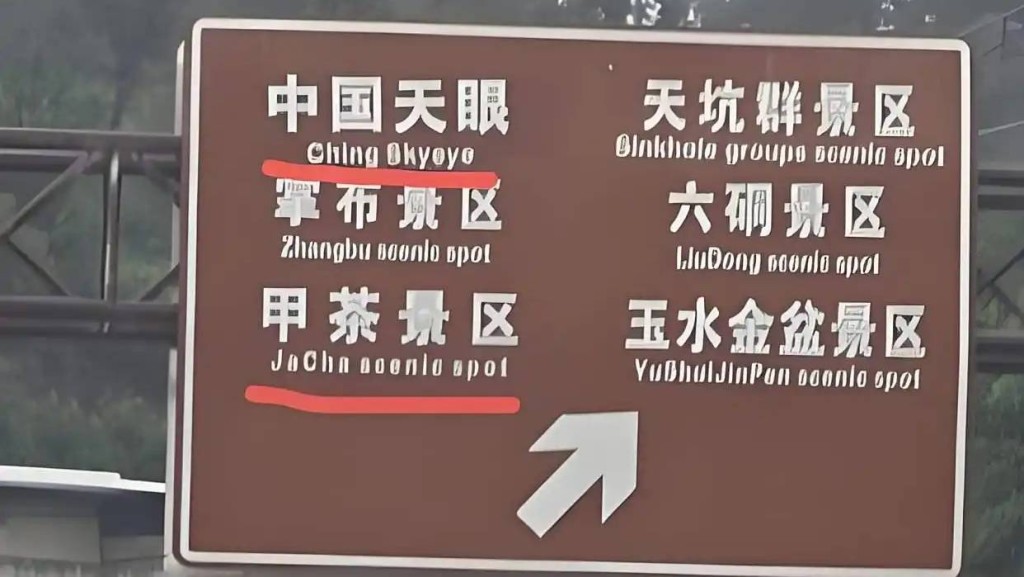 中国天眼
China Skyeye
掌布景区
Zhangbu scenic spot
甲茶景区
JaCha scenic spot
天坑群景区
Sinkhole groups scenic spot
六硐景区
LiuDong scenic spot
玉水金盆景区
YuShuiJinPan scenic spot